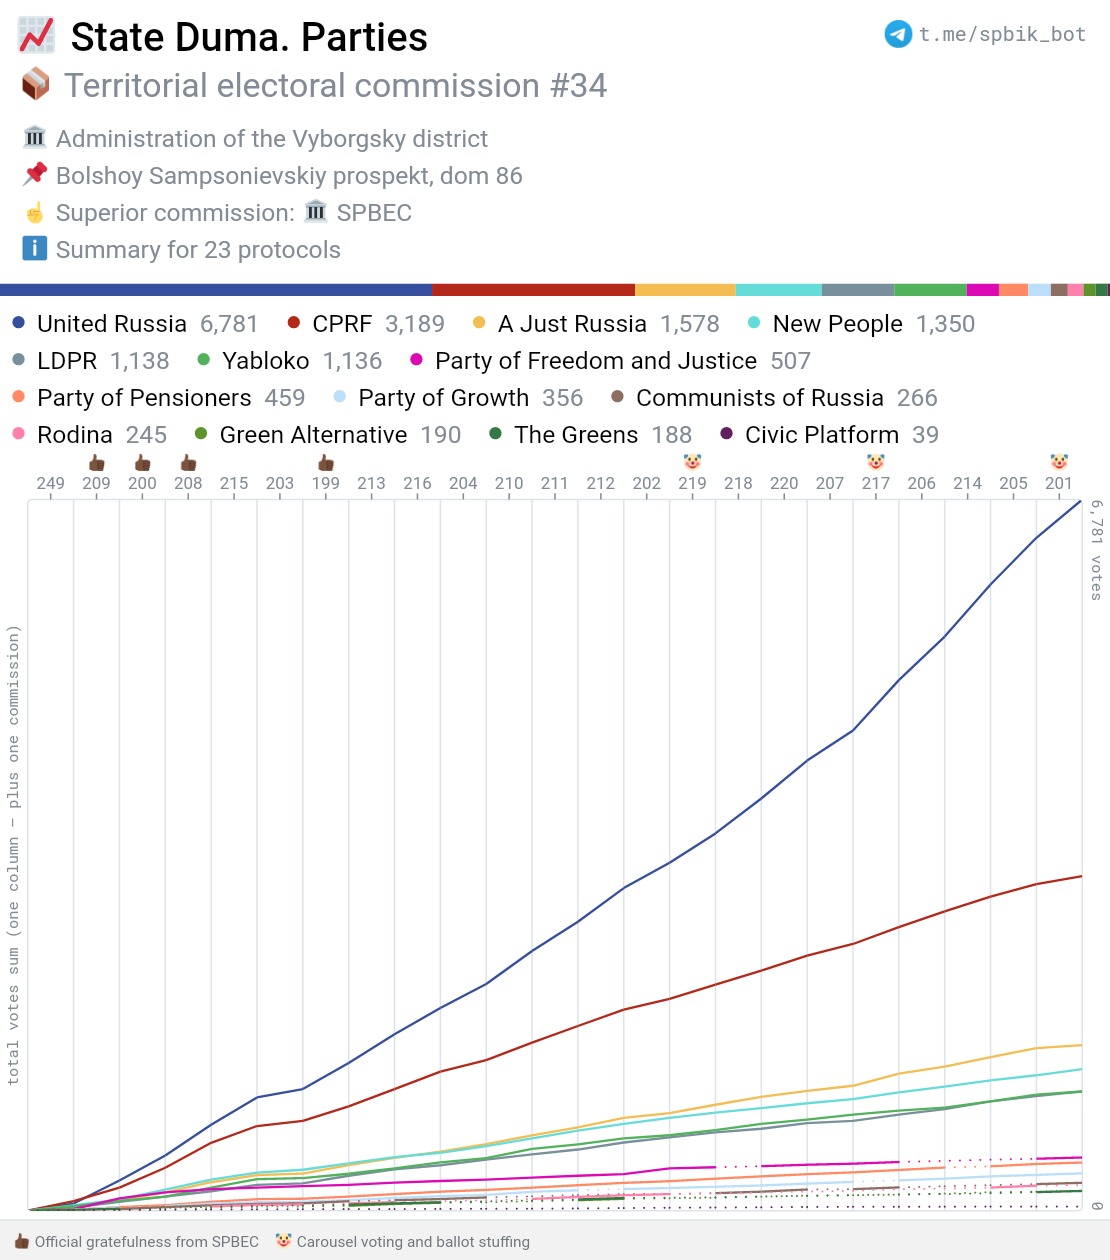 State Duma. Parties
t.me/spbik_bot
Territorial electoral commission #34
Administration of the Vyborgsky district
Bolshoy Sampsonievskiy prospekt, dom 86
Superior commission: SPBEC
Summary for 23 protocols
United Russia 6,781 CPRF 3,189 A Just Russia 1,578 New People 1,350
LDPR 1,138 Yabloko 1,136 Party of Freedom and Justice 507
Party of Pensioners 459 Party of Growth 356 Communists of Russia 266
Rodina 245 Green Alternative 190 The Greens 188 Civic Platform 39
249 209 200 208 215 203 199 213 216 204 210 211 212 202 219 218 220 207 217 206 214 205 201
6,781 votes
total votes sum (one column – plus one commission)
0
Official gratefulness from SPBEC Carousel voting and ballot stuffing